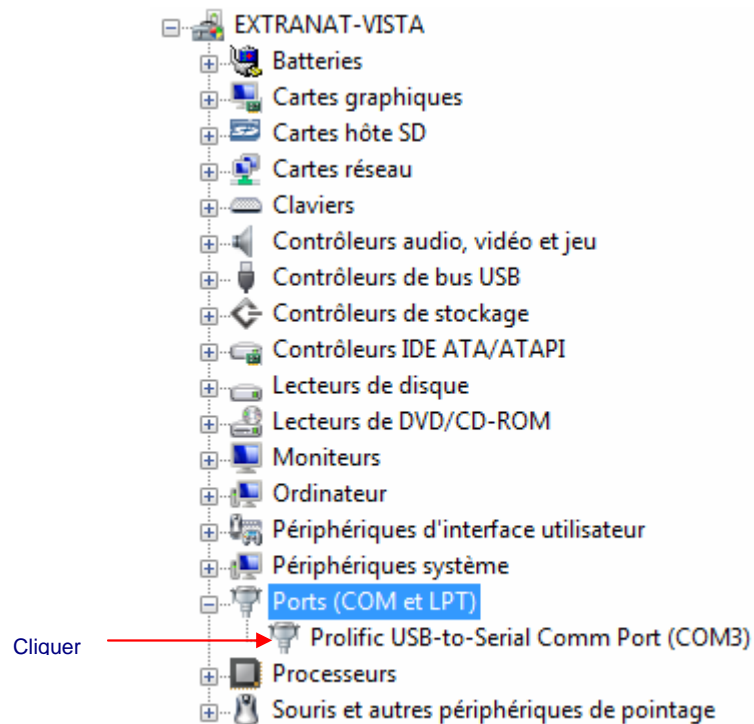 EXTRANAT-VISTA
Batteries
Cartes graphiques
Cartes hôte SD
Cartes réseau
Claviers
Contrôleurs audio, vidéo et jeu
Contrôleurs de bus USB
Contrôleurs de stockage
Contrôleurs IDE ATA/ATAPI
Lecteurs de disque
Lecteurs de DVD/CD-ROM
Moniteurs
Ordinateur
Périphériques d'interface utilisateur
Périphériques système
Ports (COM et LPT)
Cliquer Prolific USB-to-Serial Comm Port (COM3)
Processeurs
Souris et autres périphériques de pointage